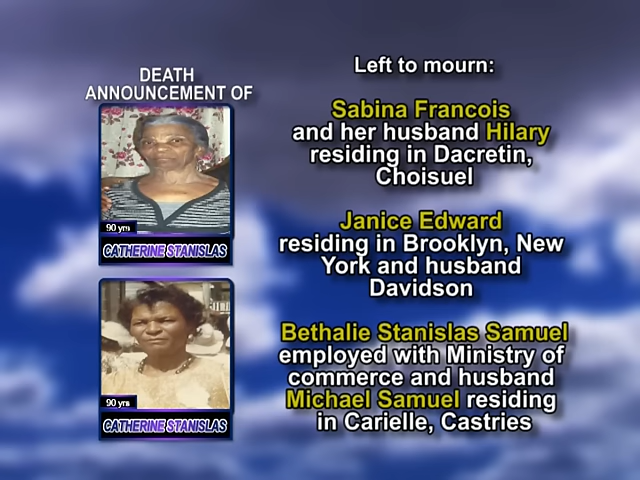 DEATH
ANNOUNCEMENT OF
90 yrs
CATHERINE STANISLAS
90 yrs
CATHERINE STANISLAS
Left to mourn:
Sabina Francois
and her husband Hilary
residing in Dacretin,
Choisuel
Janice Edward
residing in Brooklyn, New
York and husband
Davidson
Bethalie Stanislas Samuel
employed with Ministry of
commerce and husband
Michael Samuel residing
in Carielle, Castries